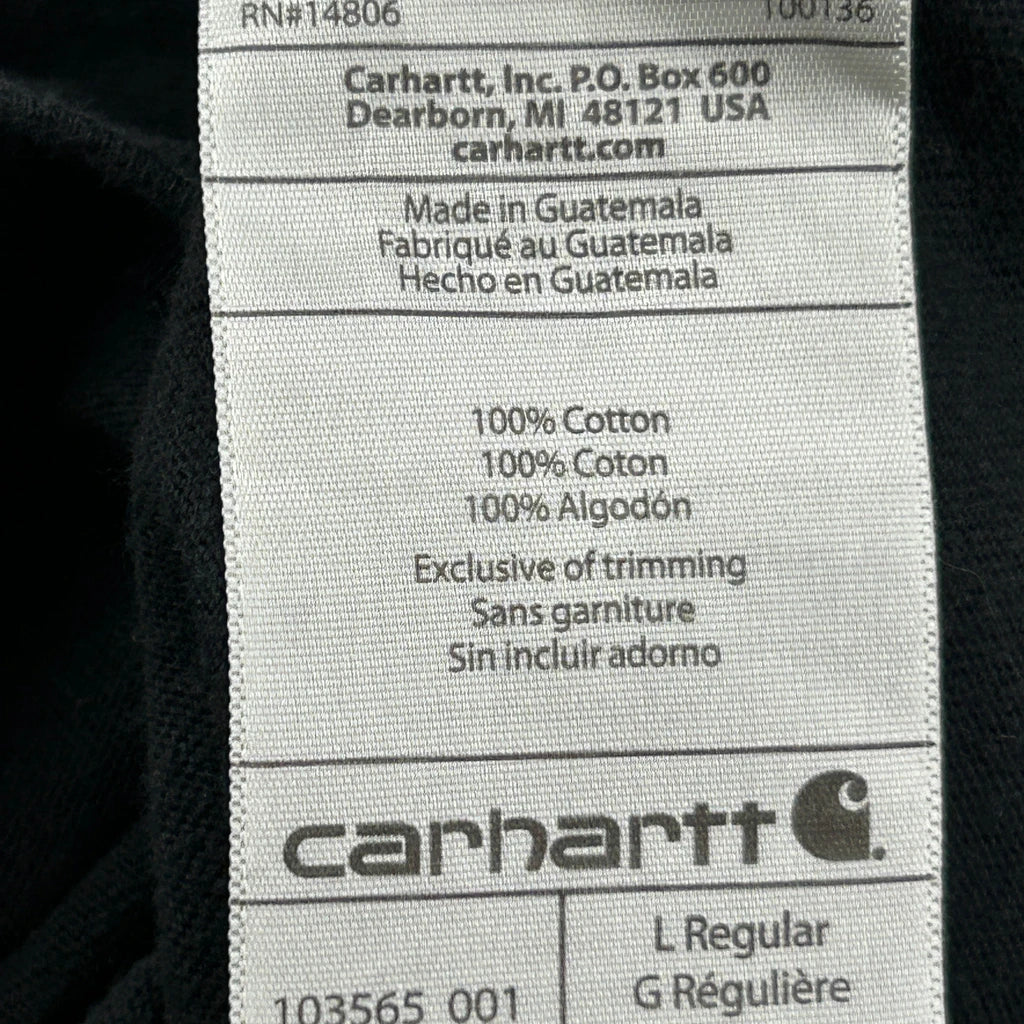 RN#14806 100136
Carhartt, Inc. P.O. Box 600
Dearborn, MI 48121 USA
carhartt.com
Made in Guatemala
Fabriqué au Guatemala
Hecho en Guatemala
100% Cotton
100% Coton
100% Algodón
Exclusive of trimming
Sans garniture
Sin incluir adorno
carhartt
L Regular
G Régulière
103565 001